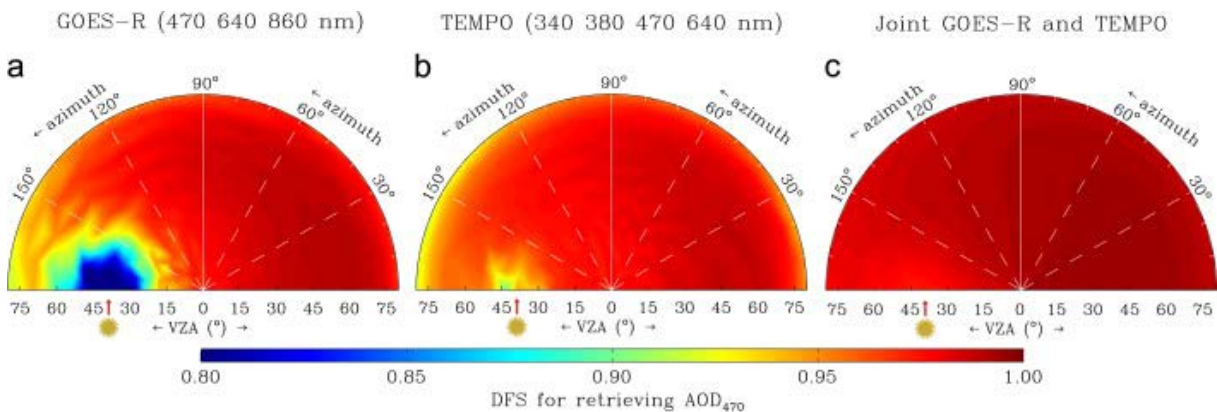 GOES-R (470 640 860 nm)
TEMPO (340 380 470 640 nm)
Joint GOES-R and TEMPO
a
b
c
← azimuth
150°
120°
90°
60°
30°
← azimuth
← azimuth
150°
120°
90°
60°
30°
← azimuth
← azimuth
150°
120°
90°
60°
30°
← azimuth
75 60 45 30 15 0 15 30 45 60 75
75 60 45 30 15 0 15 30 45 60 75
75 60 45 30 15 0 15 30 45 60 75
← VZA (°) →
← VZA (°) →
← VZA (°) →
0.80 0.85 0.90 0.95 1.00
DFS for retrieving AOD₄₇₀